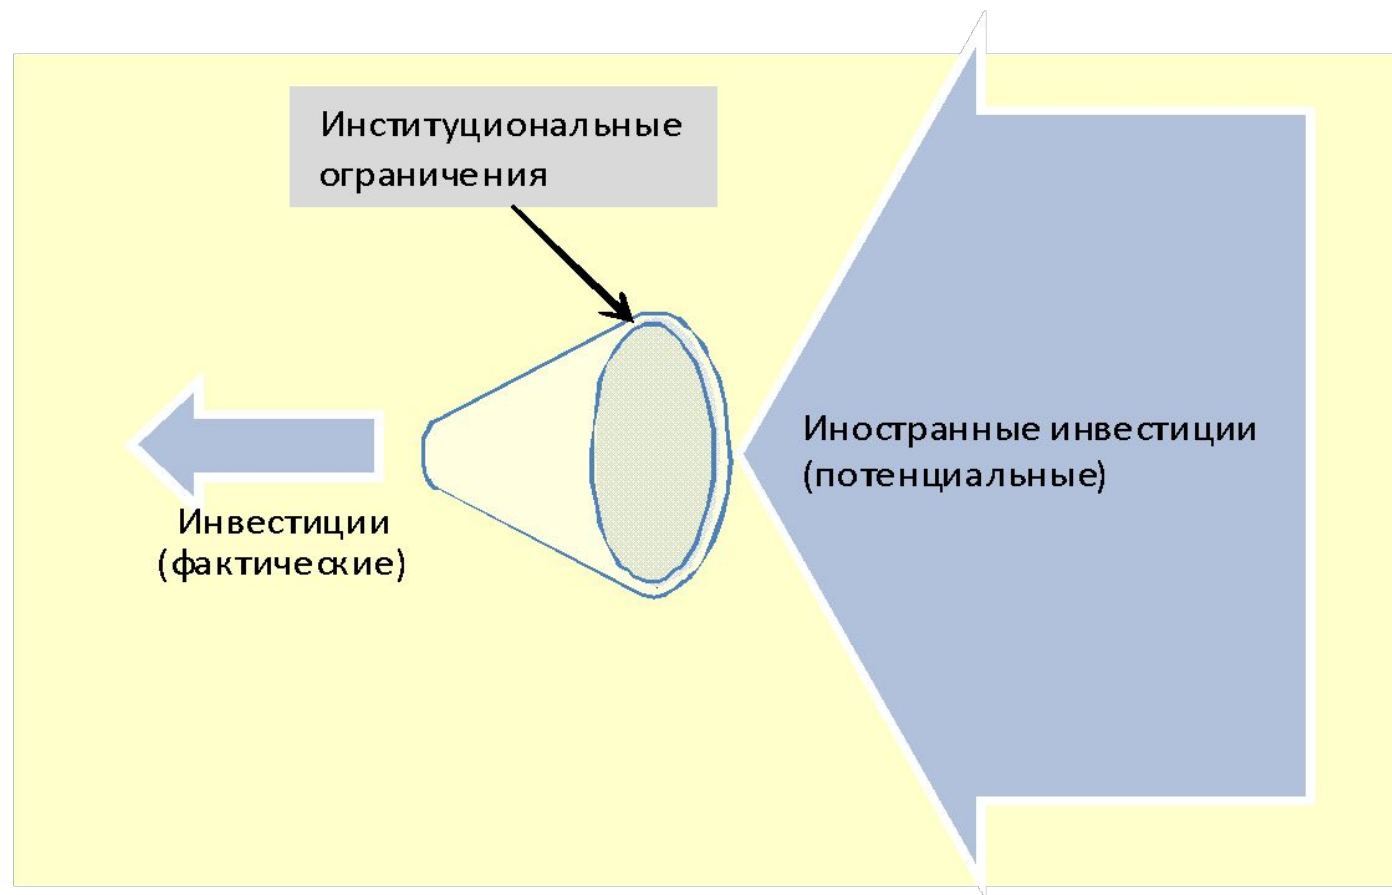 Институциональные
ограничения
Иностранные инвестиции
(потенциальные)
Инвестиции
(фактические)